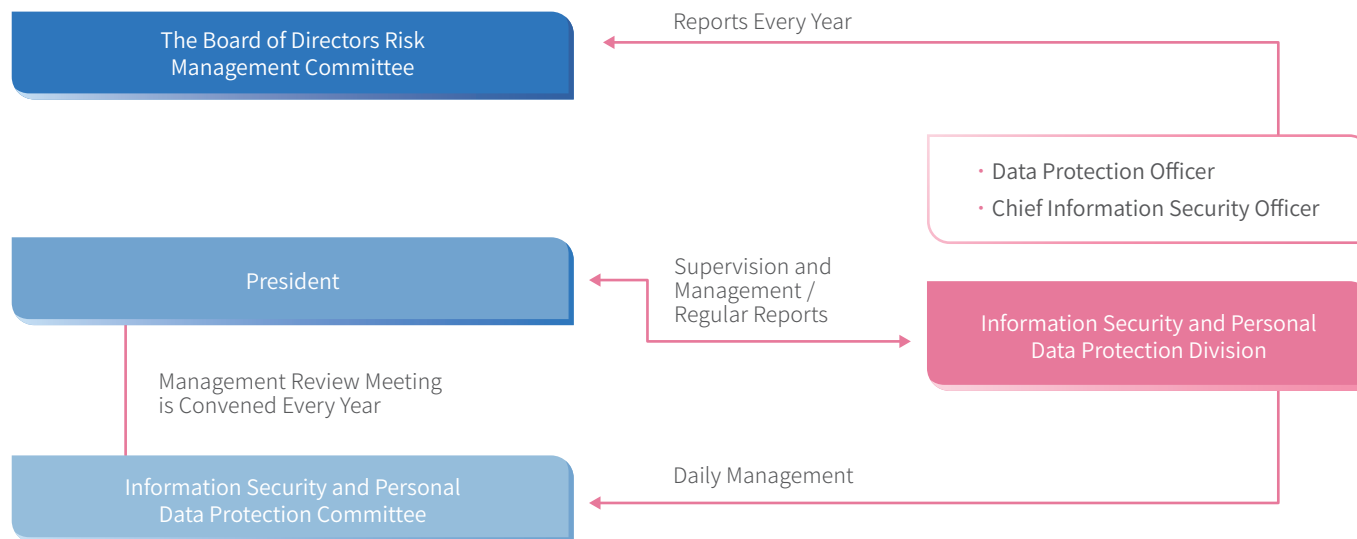 Reports Every Year
The Board of Directors Risk
Management Committee
· Data Protection Officer
· Chief Information Security Officer
President
Supervision and
Management /
Regular Reports
Information Security and Personal
Data Protection Division
Management Review Meeting
is Convened Every Year
Information Security and Personal
Data Protection Committee
Daily Management